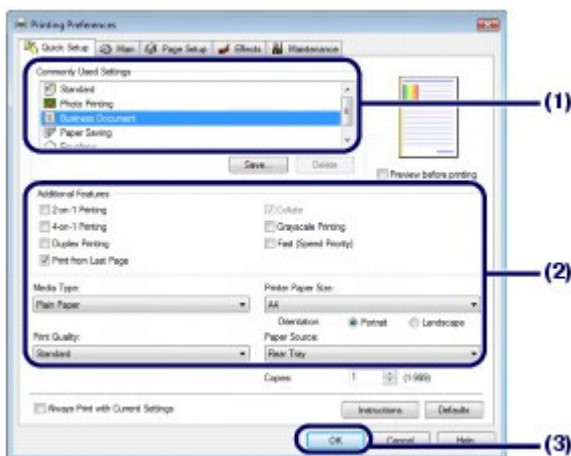 Printing Preferences
Quick Setup Main Page Setup Effects Maintenance
Commonly Used Settings
Standard
Photo Printing
Business Document
Paper Saving
(1)
Save... Delete
Preview before printing
Additional Features
2-on-1 Printing Collate
4-on-1 Printing Grayscale Printing
Duplex Printing Fast (Speed Priority)
Print from Last Page
(2)
Media Type: Printer Paper Size:
Plain Paper A4
Orientation: Portrait Landscape
Print Quality: Paper Source:
Standard Rear Tray
Copies: 1 (1-999)
Always Print with Current Settings Instructions Defaults
OK Cancel Help
(3)